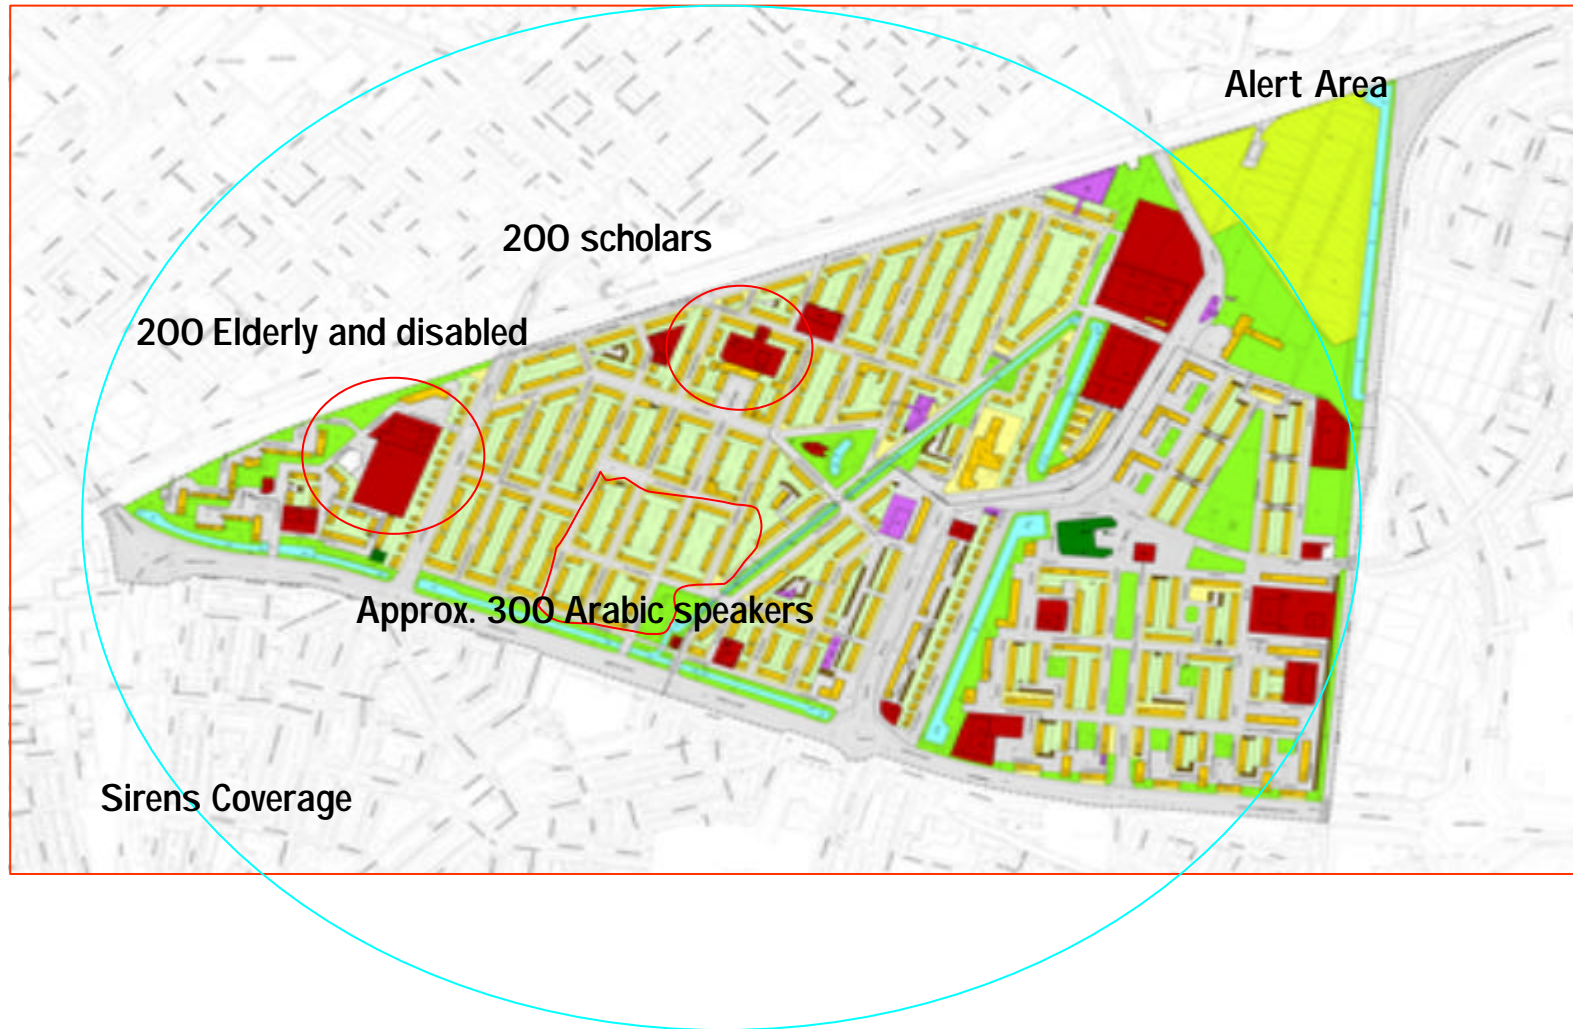 Alert Area
200 scholars
200 Elderly and disabled
Approx. 300 Arabic speakers
Sirens Coverage